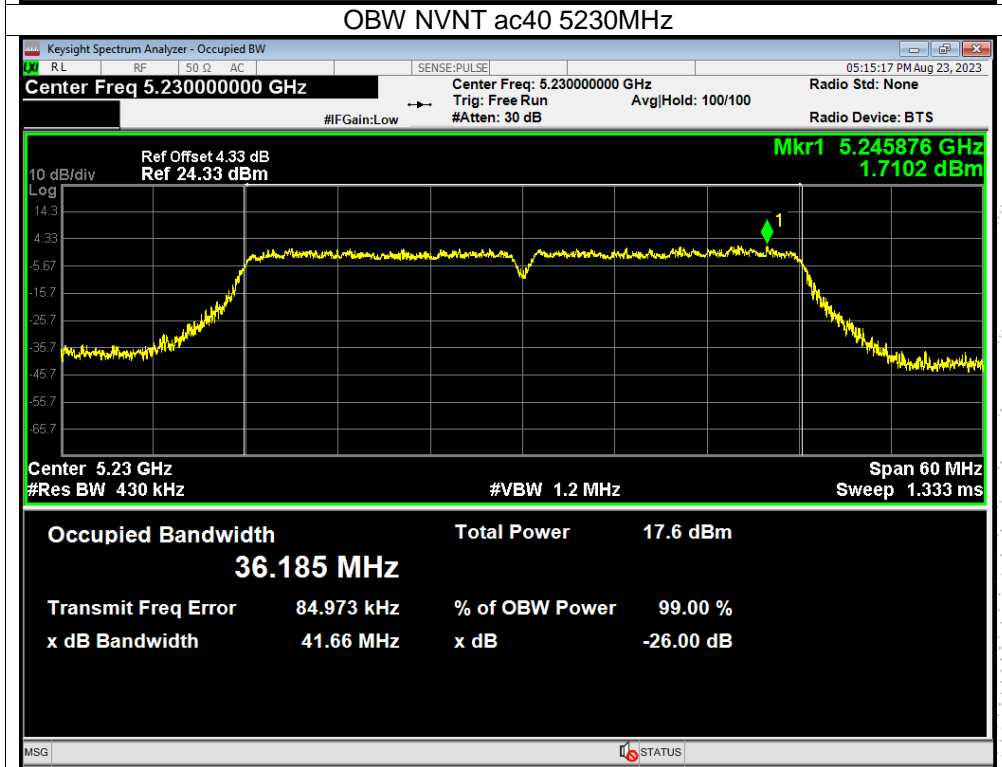 OBW NVNT ac40 5230MHz
Keysight Spectrum Analyzer - Occupied BW
LXI RL RF 50 Ω AC SENSE:PULSE 05:15:17 PM Aug 23, 2023
Center Freq 5.230000000 GHz
Center Freq: 5.230000000 GHz
Radio Std: None
Trig: Free Run Avg|Hold: 100/100
#IFGain:Low #Atten: 30 dB
Radio Device: BTS
Mkr1 5.245876 GHz
1.7102 dBm
Ref Offset 4.33 dB
10 dB/div Ref 24.33 dBm
Log
14.3
1
4.33
-5.67
-15.7
-25.7
-35.7
-45.7
-55.7
-65.7
Center 5.23 GHz Span 60 MHz
#Res BW 430 kHz #VBW 1.2 MHz Sweep 1.333 ms
Occupied Bandwidth Total Power 17.6 dBm
36.185 MHz
Transmit Freq Error 84.973 kHz % of OBW Power 99.00 %
x dB Bandwidth 41.66 MHz x dB -26.00 dB
MSG STATUS